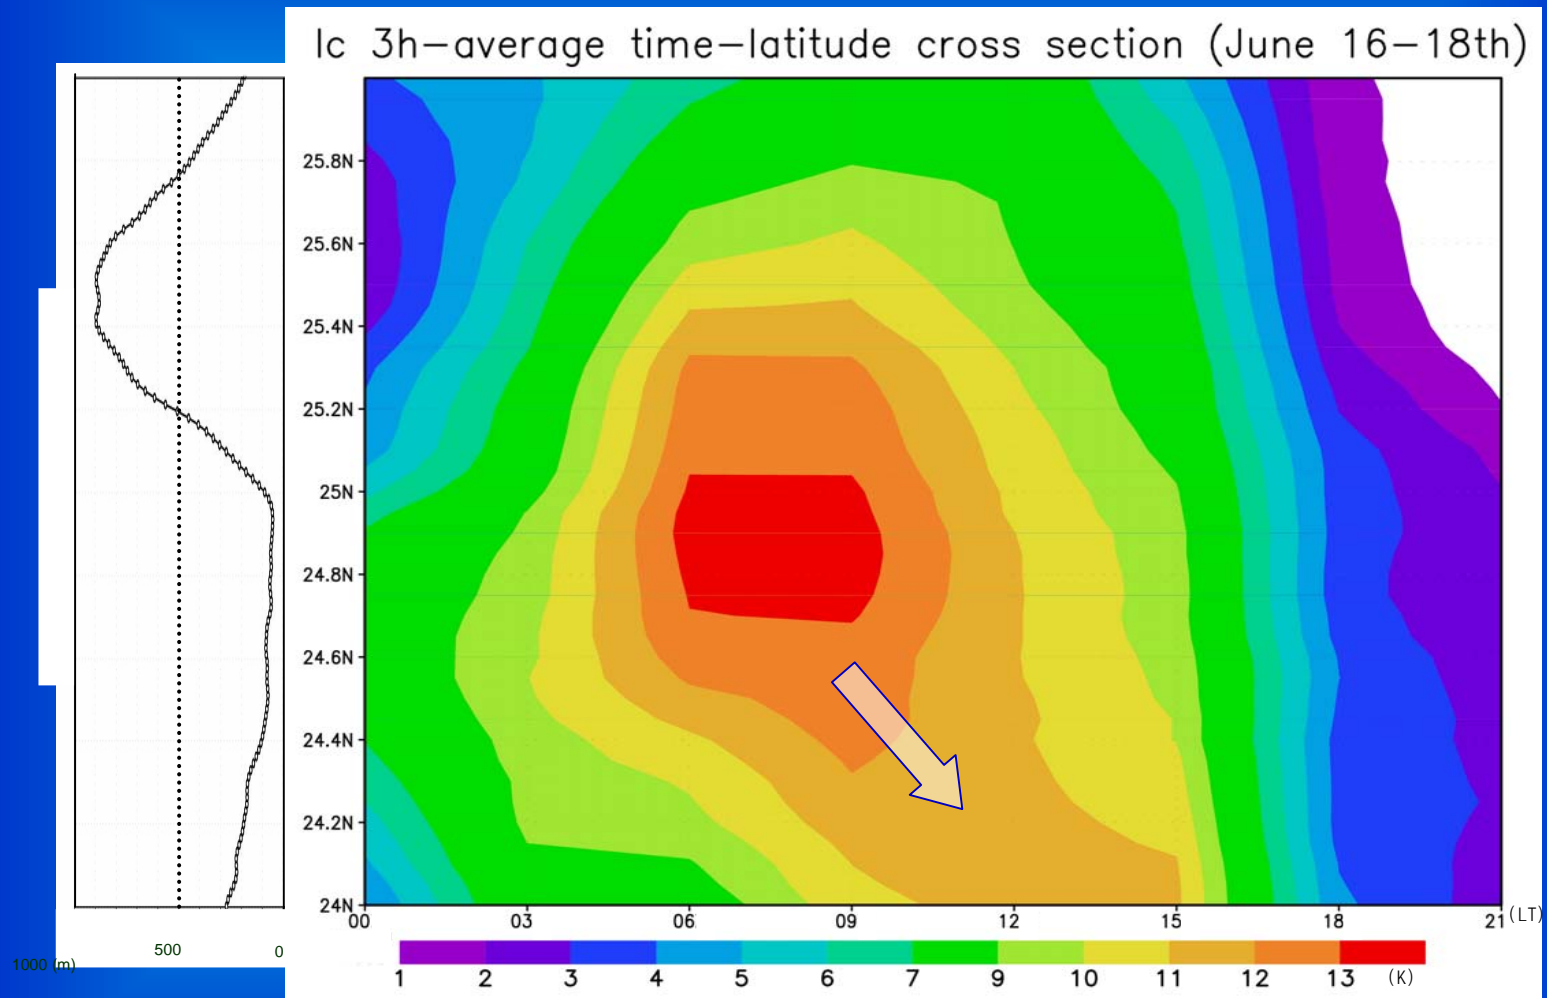 Ic 3h-average time-latitude cross section (June 16-18th)
25.8N
25.6N
25.4N
25.2N
25N
24.8N
24.6N
24.4N
24.2N
24N
00 03 06 09 12 15 18 21 (LT)
1000 (m) 500 0
1 2 3 4 5 6 7 9 10 11 12 13 (K)